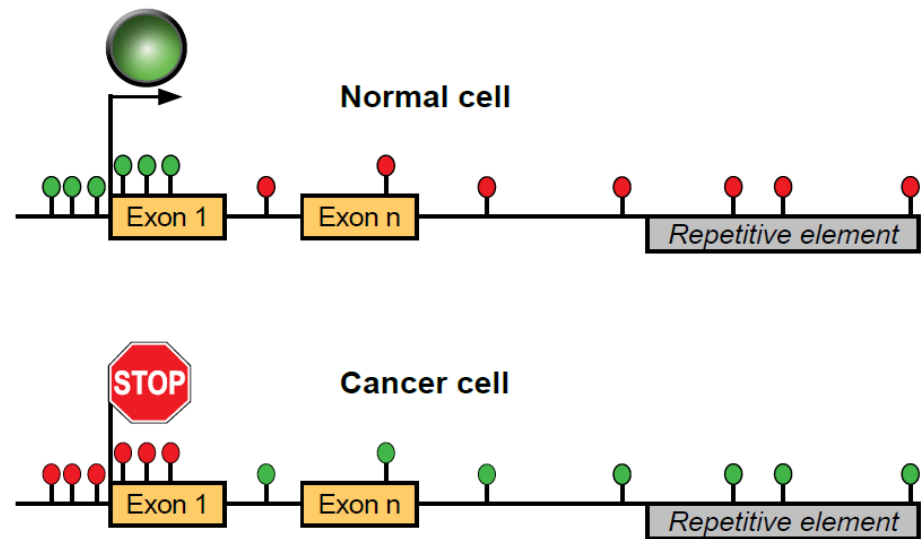 Normal cell
Exon 1
Exon n
Repetitive element
STOP
Cancer cell
Exon 1
Exon n
Repetitive element